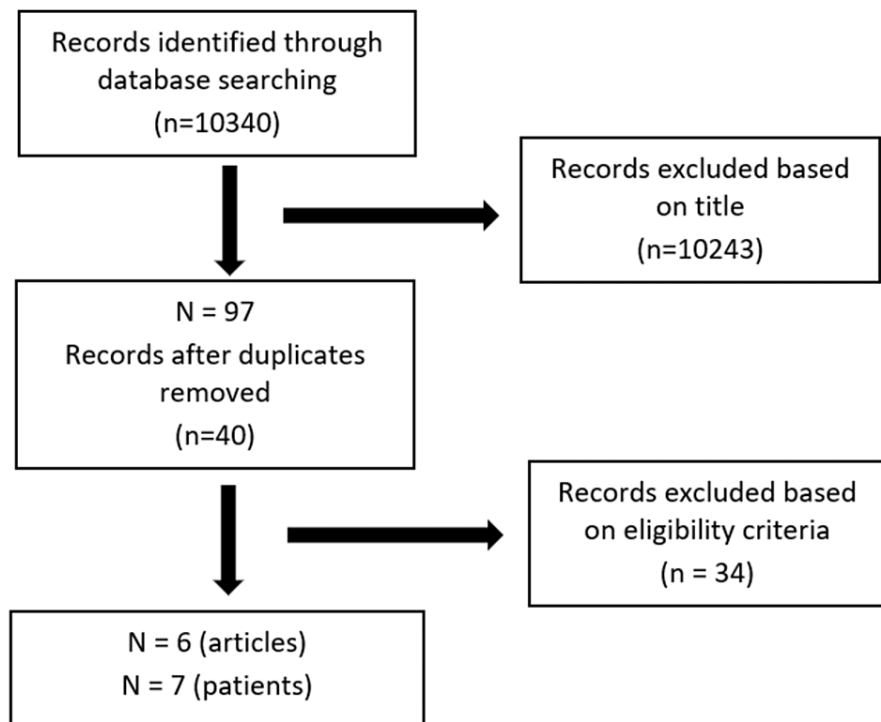 Records identified through
database searching
(n=10340)
Records excluded based
on title
(n=10243)
N = 97
Records after duplicates
removed
(n=40)
Records excluded based
on eligibility criteria
(n = 34)
N = 6 (articles)
N = 7 (patients)